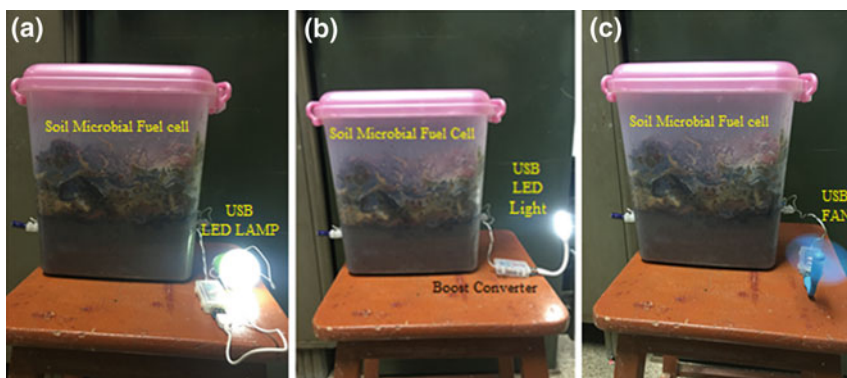 (a)
Soil Microbial Fuel cell
USB
LED LAMP
(b)
Soil Microbial Fuel Cell
USB
LED
Light
Boost Converter
(c)
Soil Microbial Fuel cell
USB
FAN